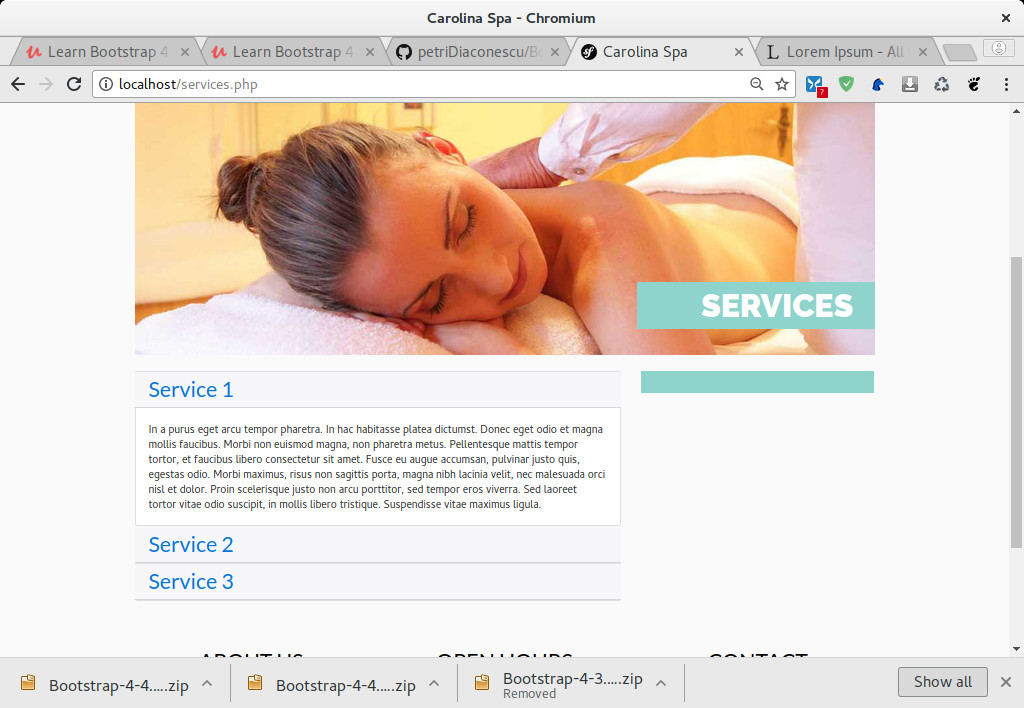 Carolina Spa - Chromium
Learn Bootstrap 4
Learn Bootstrap 4
petriDiaconescu/B
Carolina Spa
Lorem Ipsum - All
localhost/services.php
?
SERVICES
Service 1
In a purus eget arcu tempor pharetra. In hac habitasse platea dictumst. Donec eget odio et magna
mollis faucibus. Morbi non euismod magna, non pharetra metus. Pellentesque mattis tempor
tortor, et faucibus libero consectetur sit amet. Fusce eu augue accumsan, pulvinar justo quis,
egestas odio. Morbi maximus, risus non sagittis porta, magna nibh lacinia velit, nec malesuada orci
nisl et dolor. Proin scelerisque justo non arcu porttitor, sed tempor eros viverra. Sed laoreet
tortor vitae odio suscipit, in mollis libero tristique. Suspendisse vitae maximus ligula.
Service 2
Service 3
ABOUT US
OPEN HOURS
CONTACT
Bootstrap-4-4.....zip
Bootstrap-4-4.....zip
Bootstrap-4-3.....zip
Removed
Show all